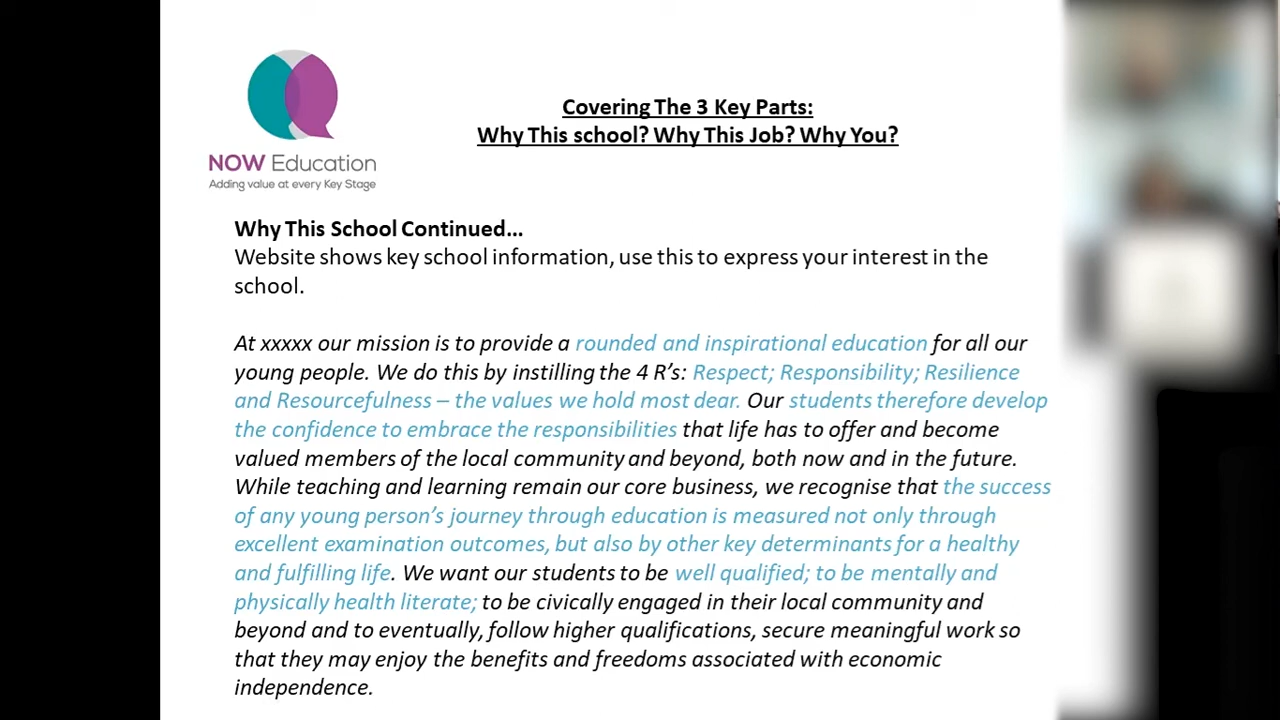 NOW Education
Adding value at every Key Stage
Covering The 3 Key Parts:
Why This school? Why This Job? Why You?
Why This School Continued...
Website shows key school information, use this to express your interest in the
school.
At xxxxx our mission is to provide a rounded and inspirational education for all our
young people. We do this by instilling the 4 R’s: Respect; Responsibility; Resilience
and Resourcefulness – the values we hold most dear. Our students therefore develop
the confidence to embrace the responsibilities that life has to offer and become
valued members of the local community and beyond, both now and in the future.
While teaching and learning remain our core business, we recognise that the success
of any young person’s journey through education is measured not only through
excellent examination outcomes, but also by other key determinants for a healthy
and fulfilling life. We want our students to be well qualified; to be mentally and
physically health literate; to be civically engaged in their local community and
beyond and to eventually, follow higher qualifications, secure meaningful work so
that they may enjoy the benefits and freedoms associated with economic
independence.